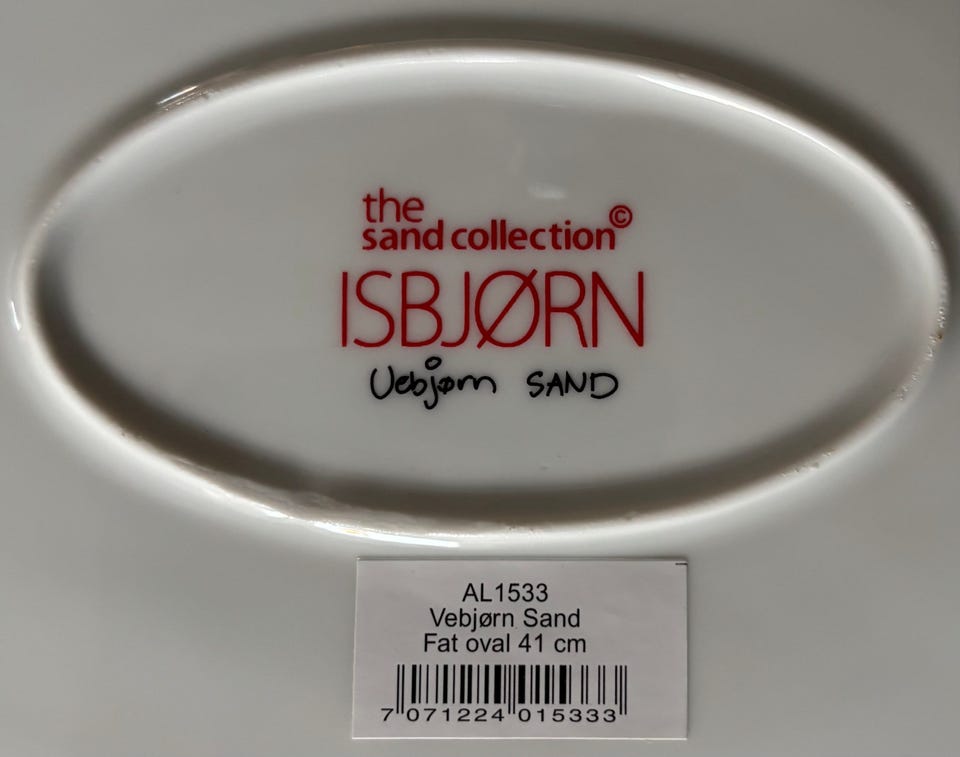 the
sand collection©
ISBJØRN
Vebjørn SAND
AL1533
Vebjørn Sand
Fat oval 41 cm
7 071224 015333